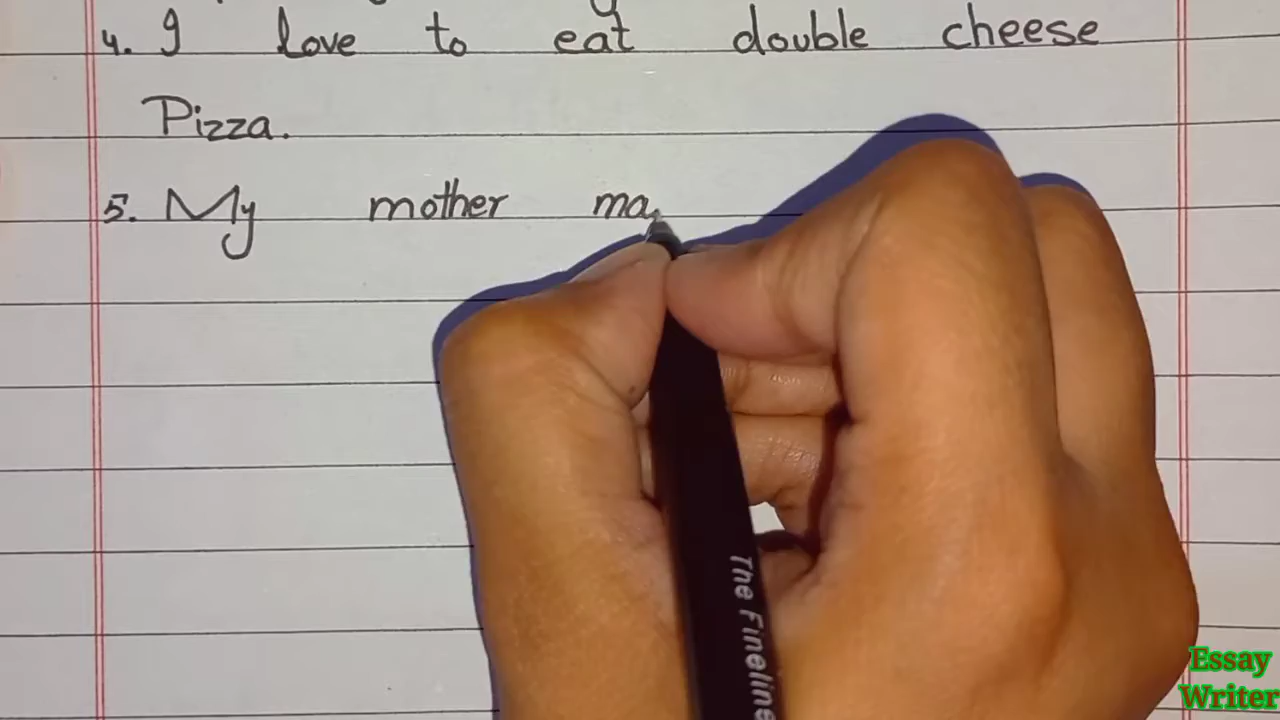 4. I love to eat double cheese
Pizza.
5. My mother ma
The Fineline
Essay
Writer